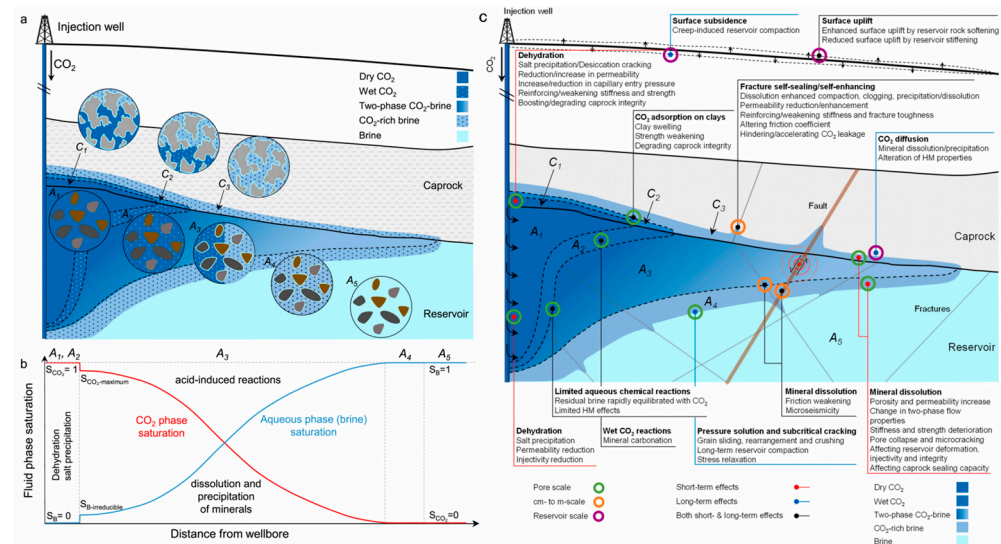 a
Injection well
CO₂
Dry CO₂
Wet CO₂
Two-phase CO₂-brine
CO₂-rich brine
Brine
C₁
C₂
C₃
Caprock
A₁
A₃
A₄
A₅
Reservoir
b
A₁, A₂
A₃
A₄
A₅
S_CO₂= 1
S_CO₂-maximum
acid-induced reactions
S_B=1
Fluid phase saturation
Dehydration
salt precipitation
CO₂ phase
saturation
Aqueous phase (brine)
saturation
dissolution and
precipitation
of minerals
S_B-irreducible
S_B= 0
S_CO₂=0
Distance from wellbore
c
Injection well
CO₂
Surface subsidence
Creep-induced reservoir compaction
Surface uplift
Enhanced surface uplift by reservoir rock softening
Reduced surface uplift by reservoir stiffening
Dehydration
Salt precipitation/Desiccation cracking
Reduction/increase in permeability
Increase/reduction in capillary entry pressure
Reinforcing/weakening stiffness and strength
Boosting/degrading caprock integrity
Fracture self-sealing/self-enhancing
Dissolution enhanced compaction, clogging, precipitation/dissolution
Permeability reduction/enhancement
Reinforcing/weakening stiffness and fracture toughness
Altering friction coefficient
Hindering/accelerating CO₂ leakage
CO₂ adsorption on clays
Clay swelling
Strength weakening
Degrading caprock integrity
CO₂ diffusion
Mineral dissolution/precipitation
Alteration of HM properties
C₁
C₂
C₃
Fault
Caprock
A₁
A₂
A₃
A₄
A₅
Fractures
Reservoir
Limited aqueous chemical reactions
Residual brine rapidly equilibrated with CO₂
Limited HM effects
Mineral dissolution
Friction weakening
Microseismicity
Mineral dissolution
Porosity and permeability increase
Change in two-phase flow
properties
Stiffness and strength deterioration
Pore collapse and microcracking
Affecting reservoir deformation,
injectivity and integrity
Affecting caprock sealing capacity
Dehydration
Salt precipitation
Permeability reduction
Injectivity reduction
Wet CO₂ reactions
Mineral carbonation
Pressure solution and subcritical cracking
Grain sliding, rearrangement and crushing
Long-term reservoir compaction
Stress relaxation
Pore scale
cm- to m-scale
Reservoir scale
Short-term effects
Long-term effects
Both short- & long-term effects
Dry CO₂
Wet CO₂
Two-phase CO₂-brine
CO₂-rich brine
Brine